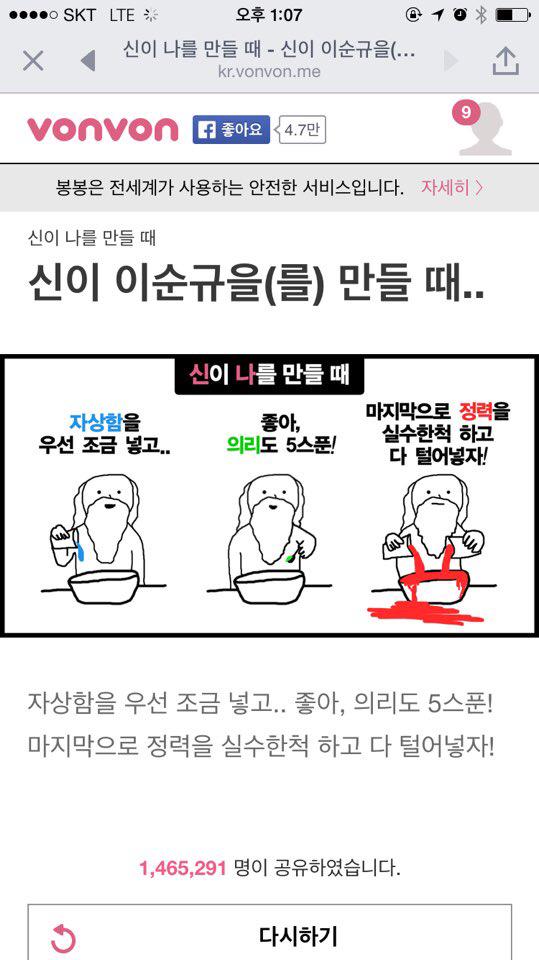 SKT LTE 오후 1:07
신이 나를 만들 때 - 신이 이순규을(...
kr.vonvon.me
vonvon 좋아요 4.7만 9
봉봉은 전세계가 사용하는 안전한 서비스입니다. 자세히 >
신이 나를 만들 때
신이 이순규을(를) 만들 때..
신이 나를 만들 때
자상함을
우선 조금 넣고..
좋아,
의리도 5스푼!
마지막으로 정력을
실수한척 하고
다 털어넣자!
자상함을 우선 조금 넣고.. 좋아, 의리도 5스푼!
마지막으로 정력을 실수한척 하고 다 털어넣자!
1,465,291 명이 공유하였습니다.
다시하기